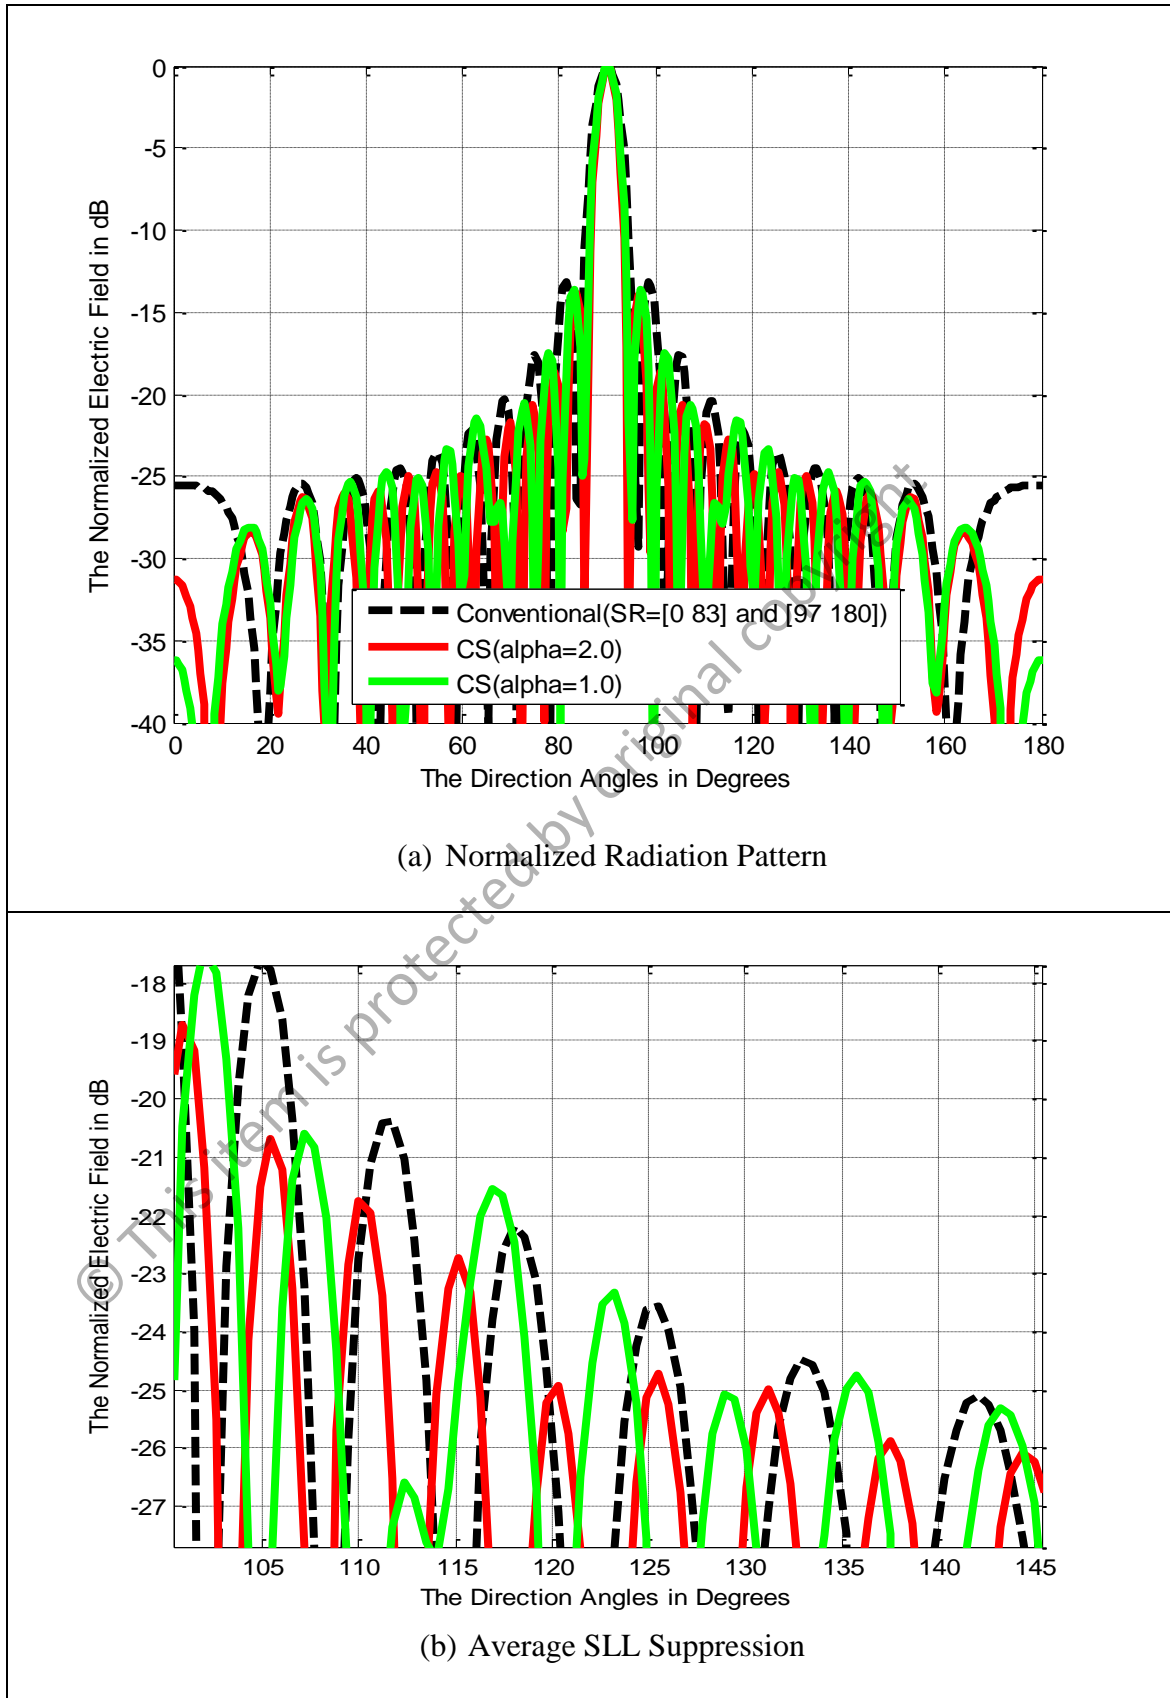 0
-5
-10
-15
-20
-25
-30
-35
-40
The Normalized Electric Field in dB
Conventional(SR=[0 83] and [97 180])
CS(alpha=2.0)
CS(alpha=1.0)
0 20 40 60 80 100 120 140 160 180
The Direction Angles in Degrees
(a) Normalized Radiation Pattern
-18
-19
-20
-21
-22
-23
-24
-25
-26
-27
The Normalized Electric Field in dB
105 110 115 120 125 130 135 140 145
The Direction Angles in Degrees
(b) Average SLL Suppression
© This item is protected by original copyright